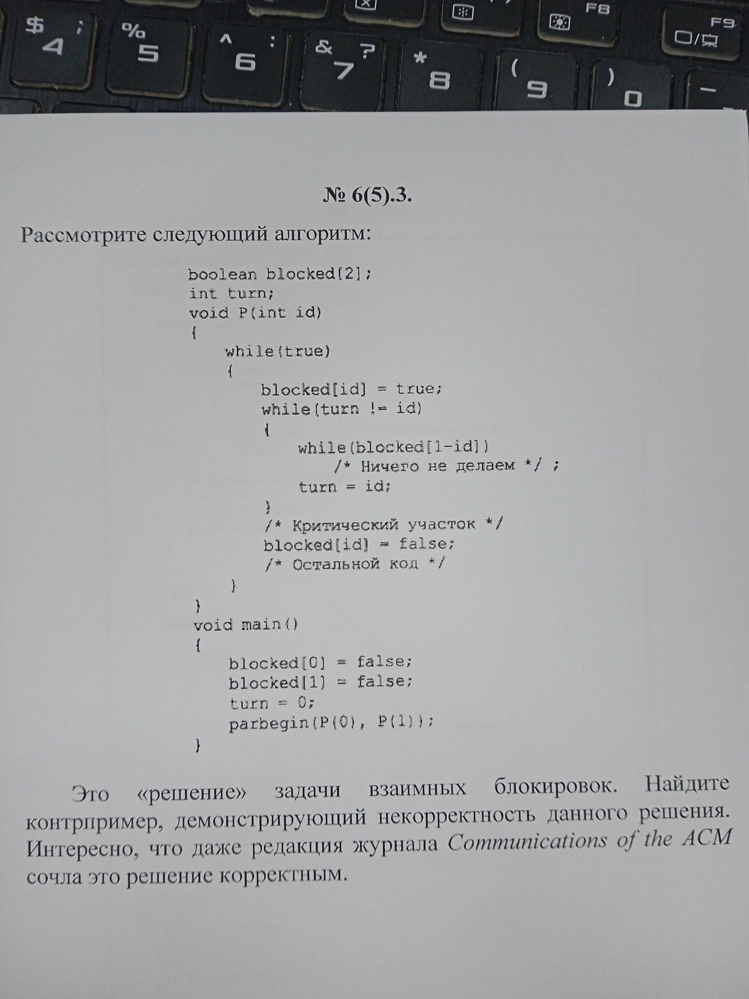 F8
F9
$ ; % ^ : & ? * ( ) −
4 5 6 7 8 9 0
№ 6(5).3.
Рассмотрите следующий алгоритм:
boolean blocked[2];
int turn;
void P(int id)
{
while(true)
{
blocked[id] = true;
while(turn != id)
{
while(blocked[1-id])
/* Ничего не делаем */ ;
turn = id;
}
/* Критический участок */
blocked[id] = false;
/* Остальной код */
}
}
void main()
{
blocked[0] = false;
blocked[1] = false;
turn = 0;
parbegin(P(0), P(1));
}
Это «решение» задачи взаимных блокировок. Найдите
контрпример, демонстрирующий некорректность данного решения.
Интересно, что даже редакция журнала Communications of the ACM
сочла это решение корректным.